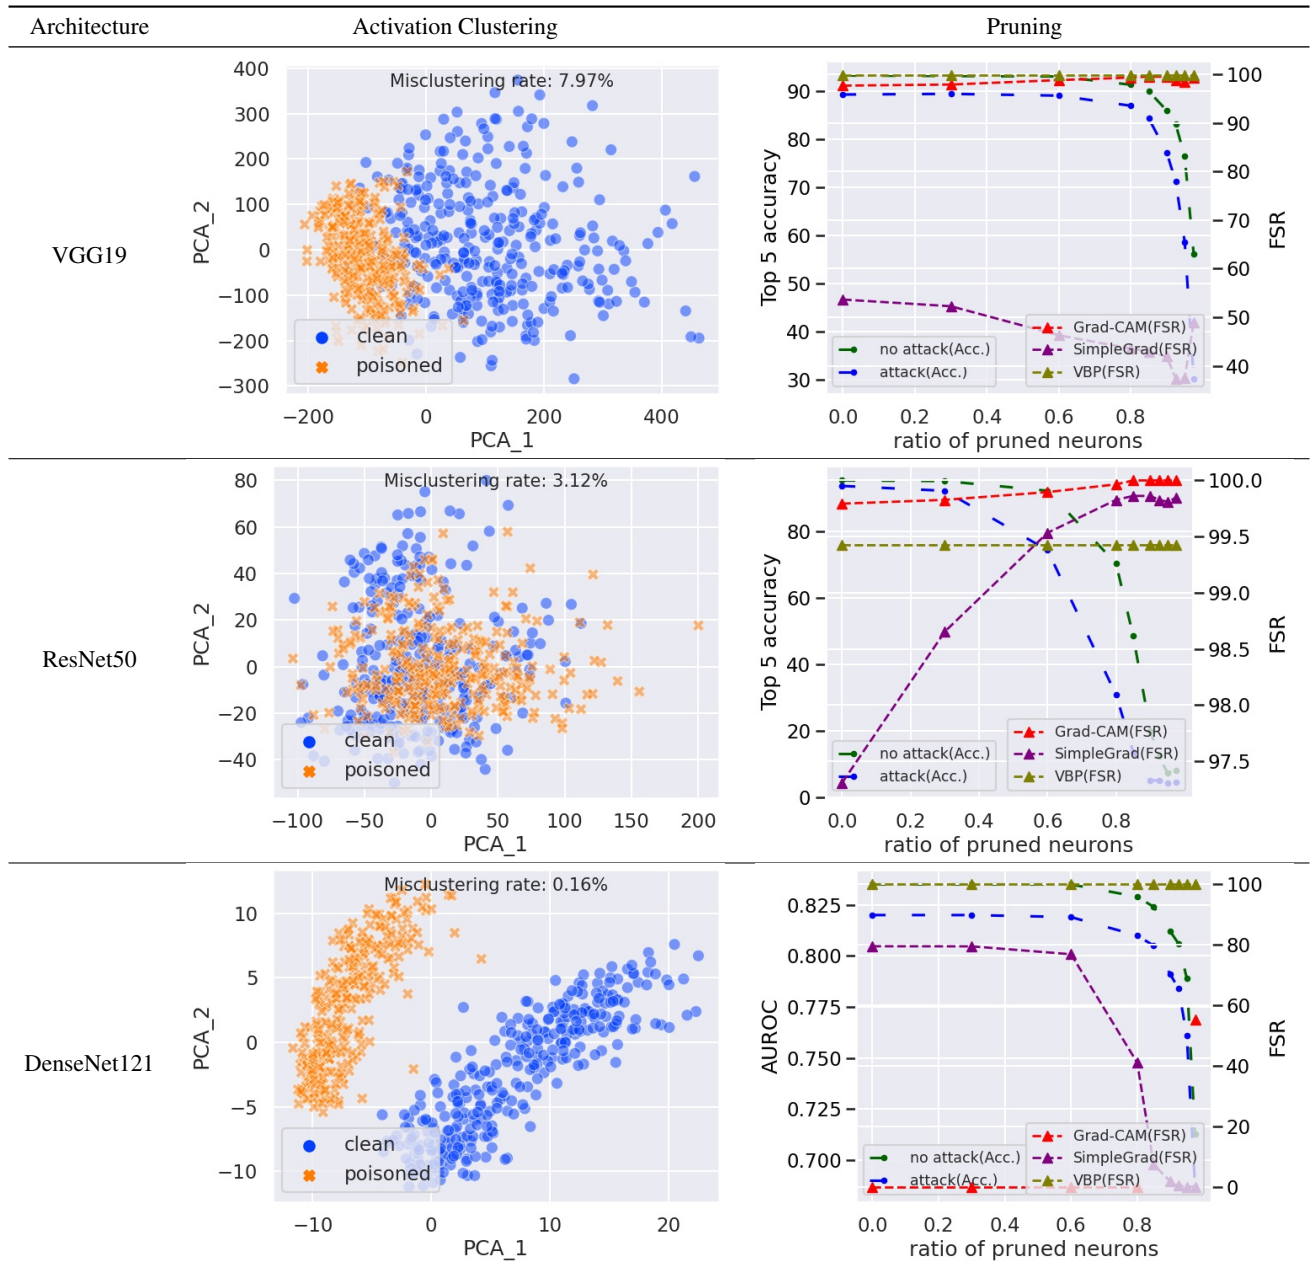 Architecture Activation Clustering Pruning
VGG19
Misclustering rate: 7.97%
400
300
200
100
0
−100
−200
−300
PCA_2
clean
poisoned
−200 0 200 400
PCA_1
90
80
70
60
50
40
30
Top 5 accuracy
no attack(Acc.)
attack(Acc.)
Grad-CAM(FSR)
SimpleGrad(FSR)
VBP(FSR)
100
90
80
70
60
50
40
FSR
0.0 0.2 0.4 0.6 0.8 1.0
ratio of pruned neurons
ResNet50
Misclustering rate: 3.12%
80
60
40
20
0
−20
−40
PCA_2
clean
poisoned
−100 −50 0 50 100 150 200
PCA_1
80
60
40
20
0
Top 5 accuracy
no attack(Acc.)
attack(Acc.)
Grad-CAM(FSR)
SimpleGrad(FSR)
VBP(FSR)
100.0
99.5
99.0
98.5
98.0
97.5
FSR
0.0 0.2 0.4 0.6 0.8 1.0
ratio of pruned neurons
DenseNet121
Misclustering rate: 0.16%
10
5
0
−5
−10
PCA_2
clean
poisoned
−10 0 10 20
PCA_1
0.825
0.800
0.775
0.750
0.725
0.700
AUROC
no attack(Acc.)
attack(Acc.)
Grad-CAM(FSR)
SimpleGrad(FSR)
VBP(FSR)
100
80
60
40
20
0
FSR
0.0 0.2 0.4 0.6 0.8 1.0
ratio of pruned neurons